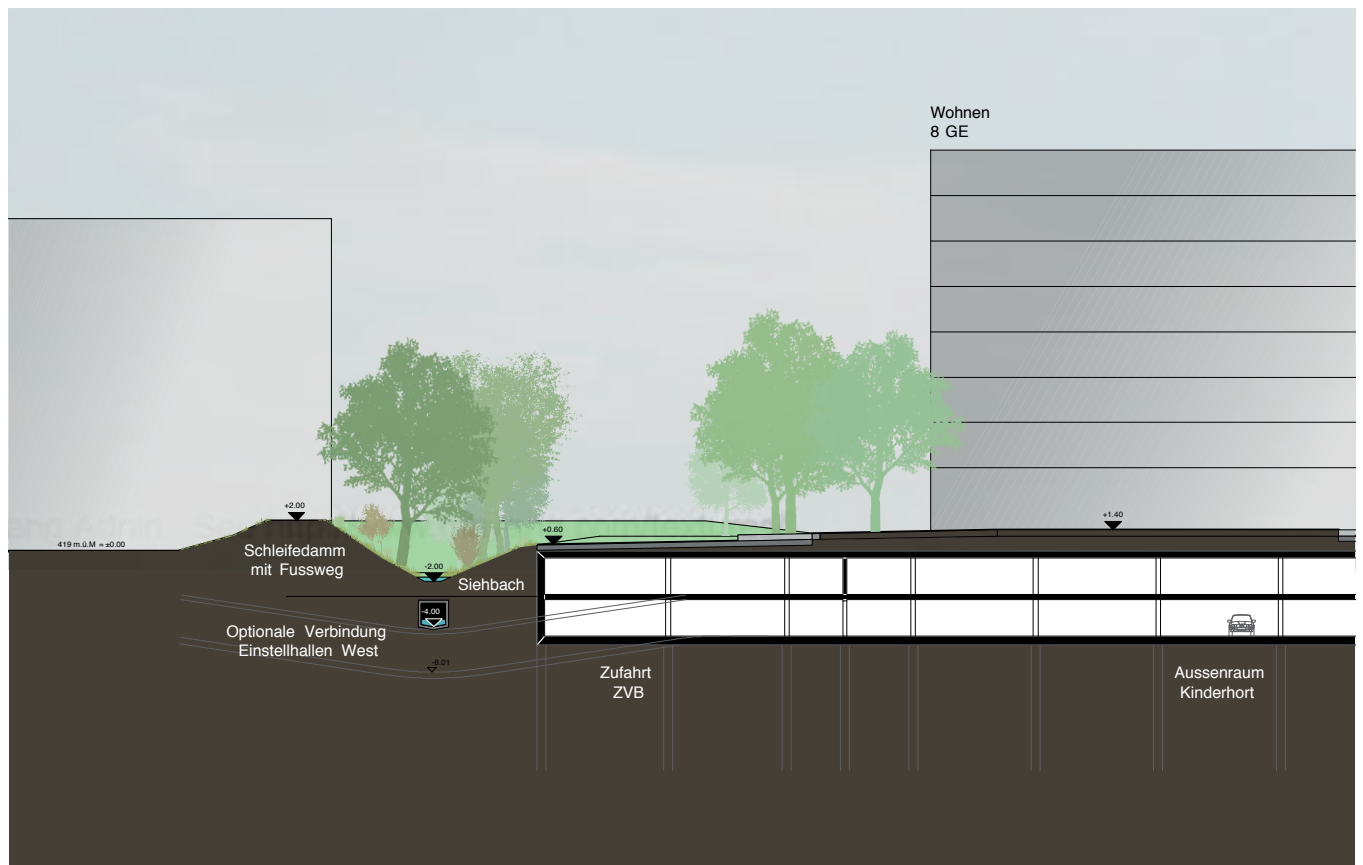 Wohnen
8 GE
+2.00
+0.60
+1.40
419 m.ü.M = ±0.00
Schleifedamm
mit Fussweg
-2.00
Siehbach
-4.00
Optionale Verbindung
Einstellhallen West
-6.01
Zufahrt
ZVB
Aussenraum
Kinderhort